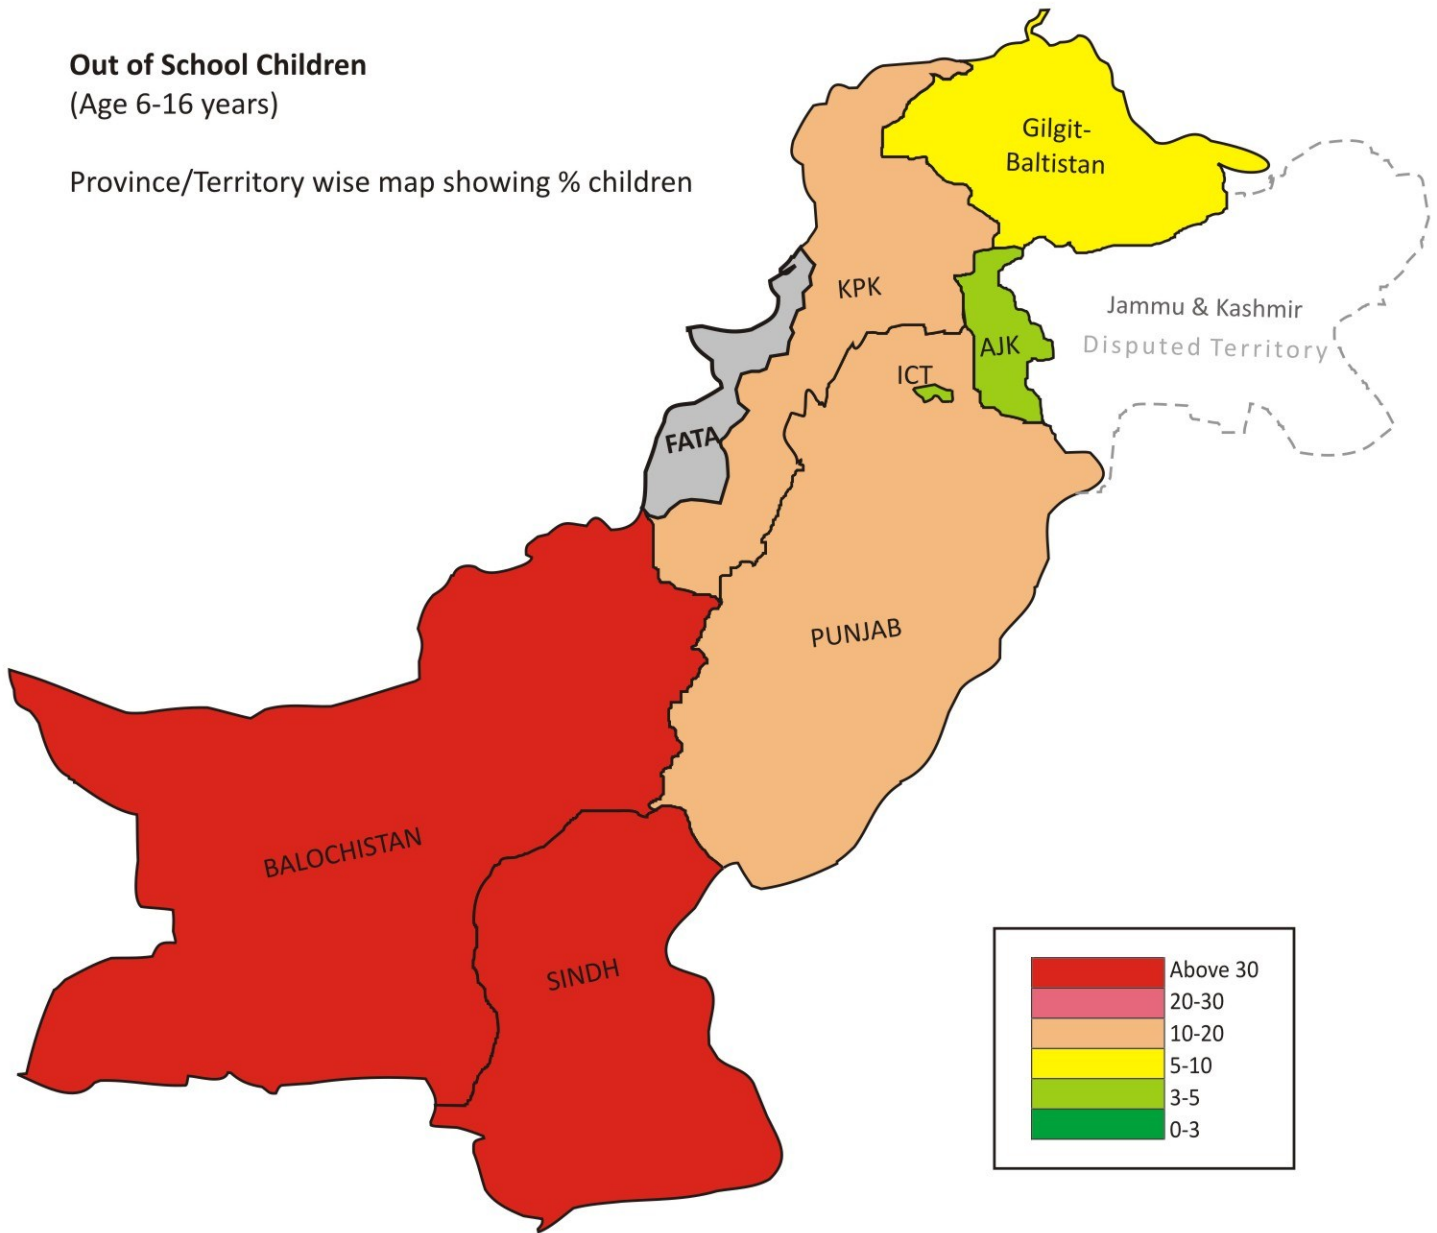 Out of School Children
(Age 6-16 years)
Province/Territory wise map showing % children
Gilgit-
Baltistan
KPK
Jammu & Kashmir
Disputed Territory
AJK
ICT
FATA
PUNJAB
BALOCHISTAN
SINDH
Above 30
20-30
10-20
5-10
3-5
0-3